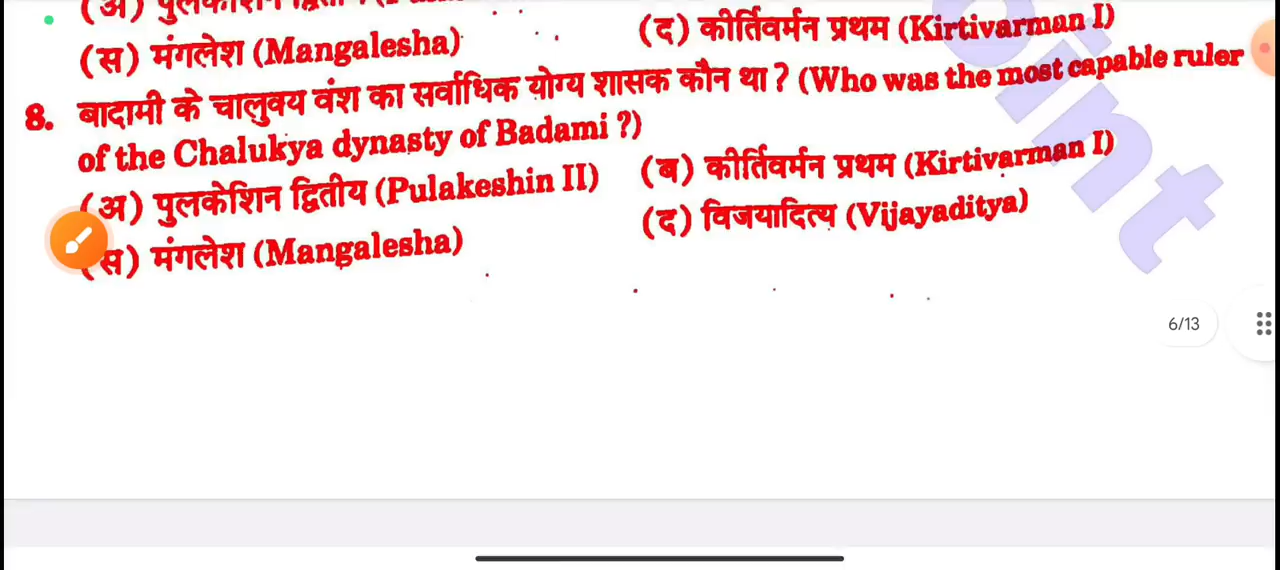 (स) मंगलेश (Mangalesha)
(द) कीर्तिवर्मन प्रथम (Kirtivarman I)
8. बादामी के चालुवय वंश का सर्वाधिक योग्य शासक कौन था ? (Who was the most capable ruler
of the Chalukya dynasty of Badami ?)
(अ) पुलकेशिन द्वितीय (Pulakeshin II)
(ब) कीर्तिवर्मन प्रथम (Kirtivarman I)
(स) मंगलेश (Mangalesha)
(द) विजयादित्य (Vijayaditya)
6/13